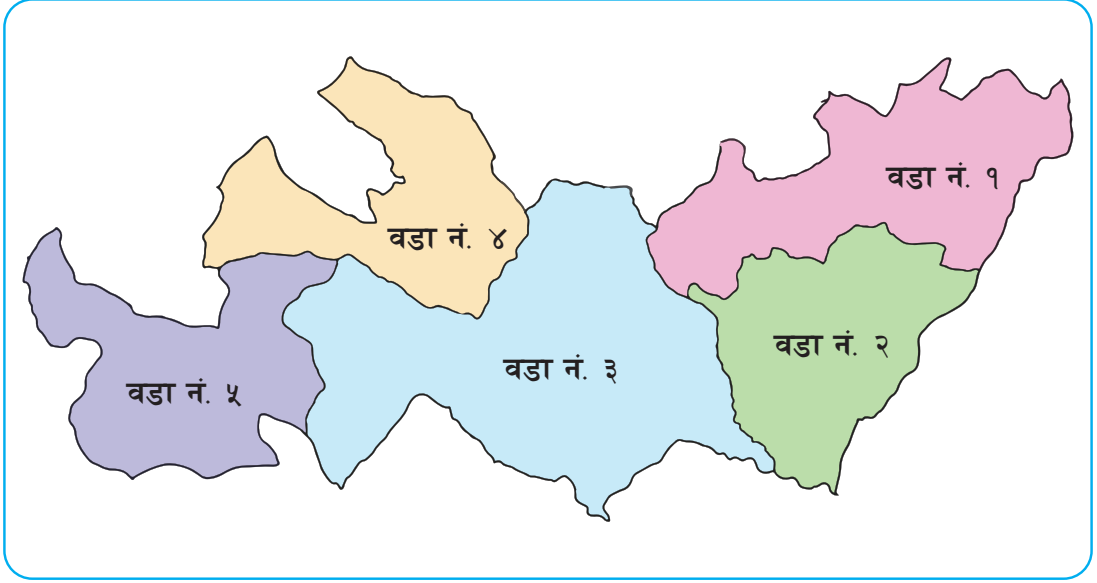 वडा नं. १
वडा नं. ४
वडा नं. २
वडा नं. ३
वडा नं. ५